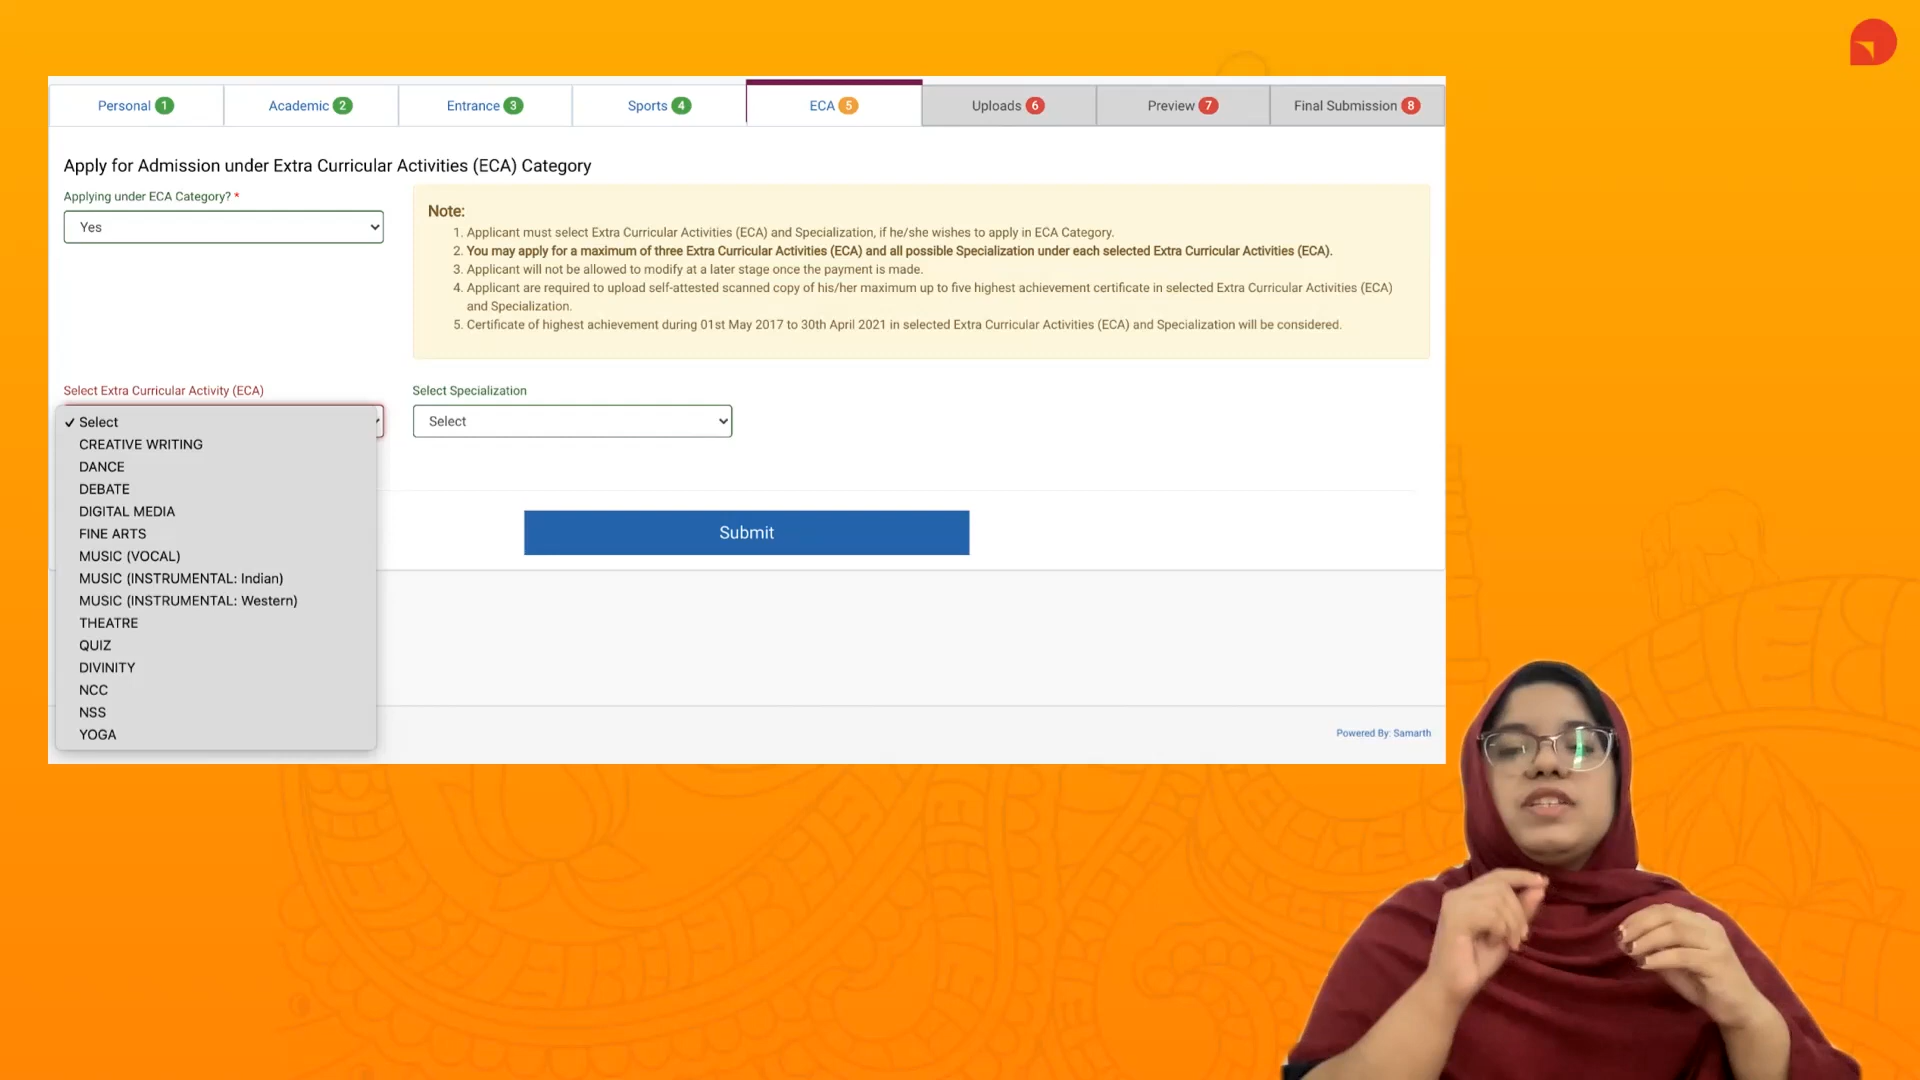 Personal 1
Academic 2
Entrance 3
Sports 4
ECA 5
Uploads 6
Preview 7
Final Submission 8
Apply for Admission under Extra Curricular Activities (ECA) Category
Applying under ECA Category? *
Yes
Note:
1. Applicant must select Extra Curricular Activities (ECA) and Specialization, if he/she wishes to apply in ECA Category.
2. You may apply for a maximum of three Extra Curricular Activities (ECA) and all possible Specialization under each selected Extra Curricular Activities (ECA).
3. Applicant will not be allowed to modify at a later stage once the payment is made.
4. Applicant are required to upload self-attested scanned copy of his/her maximum up to five highest achievement certificate in selected Extra Curricular Activities (ECA)
and Specialization.
5. Certificate of highest achievement during 01st May 2017 to 30th April 2021 in selected Extra Curricular Activities (ECA) and Specialization will be considered.
Select Extra Curricular Activity (ECA)
✓ Select
CREATIVE WRITING
DANCE
DEBATE
DIGITAL MEDIA
FINE ARTS
MUSIC (VOCAL)
MUSIC (INSTRUMENTAL: Indian)
MUSIC (INSTRUMENTAL: Western)
THEATRE
QUIZ
DIVINITY
NCC
NSS
YOGA
Select Specialization
Select
Submit
Powered By: Samarth